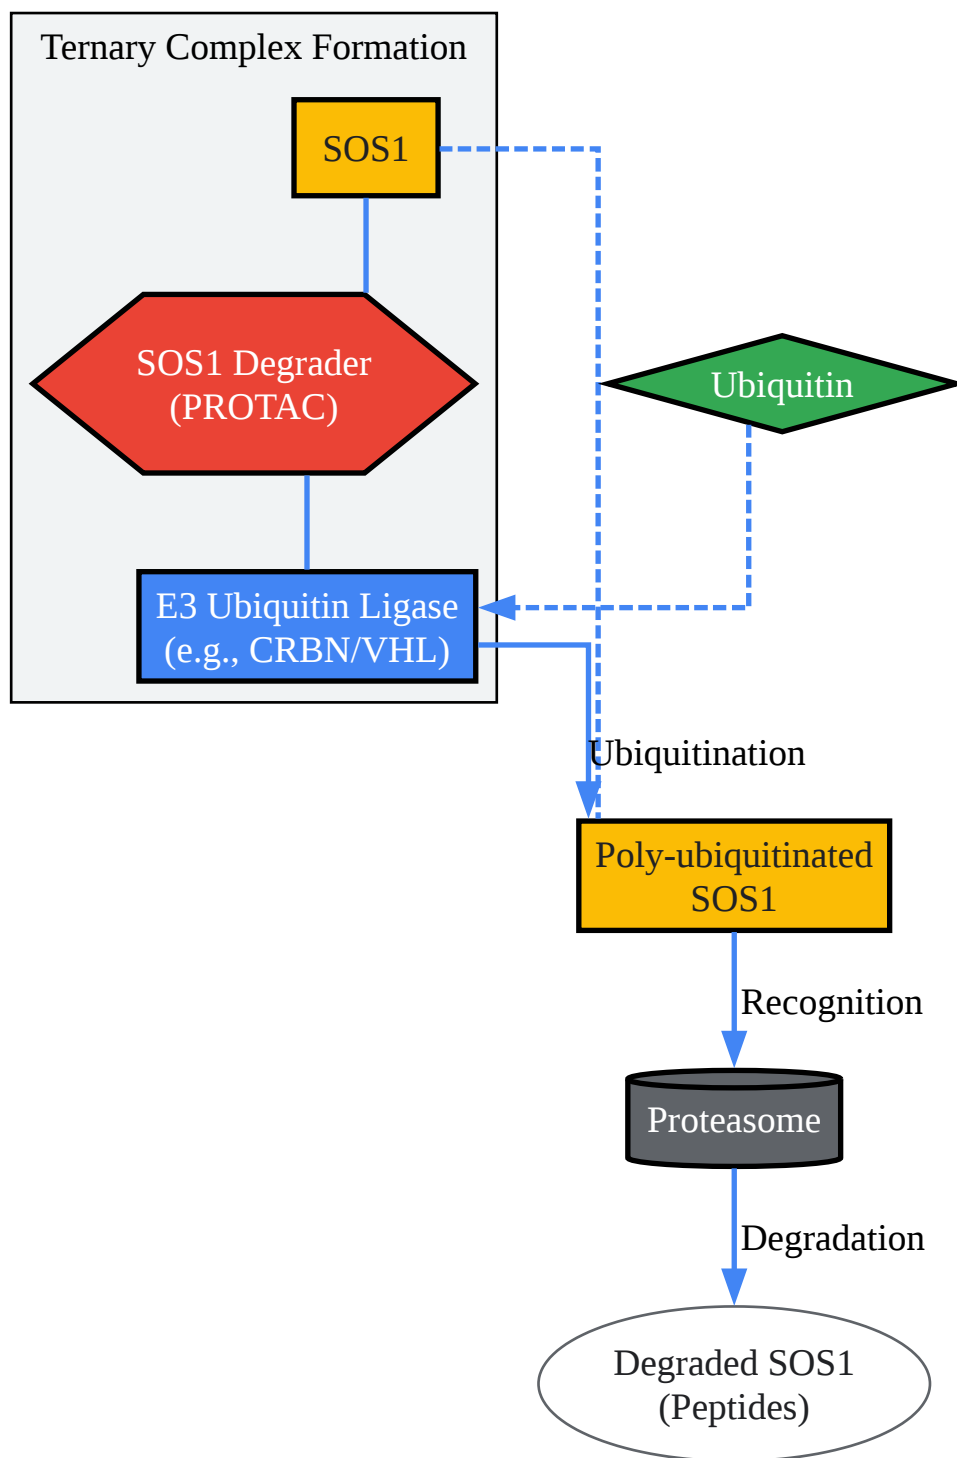 Ternary Complex Formation
SOS1
SOS1 Degrader
(PROTAC)
Ubiquitin
E3 Ubiquitin Ligase
(e.g., CRBN/VHL)
Ubiquitination
Poly-ubiquitinated
SOS1
Recognition
Proteasome
Degradation
Degraded SOS1
(Peptides)